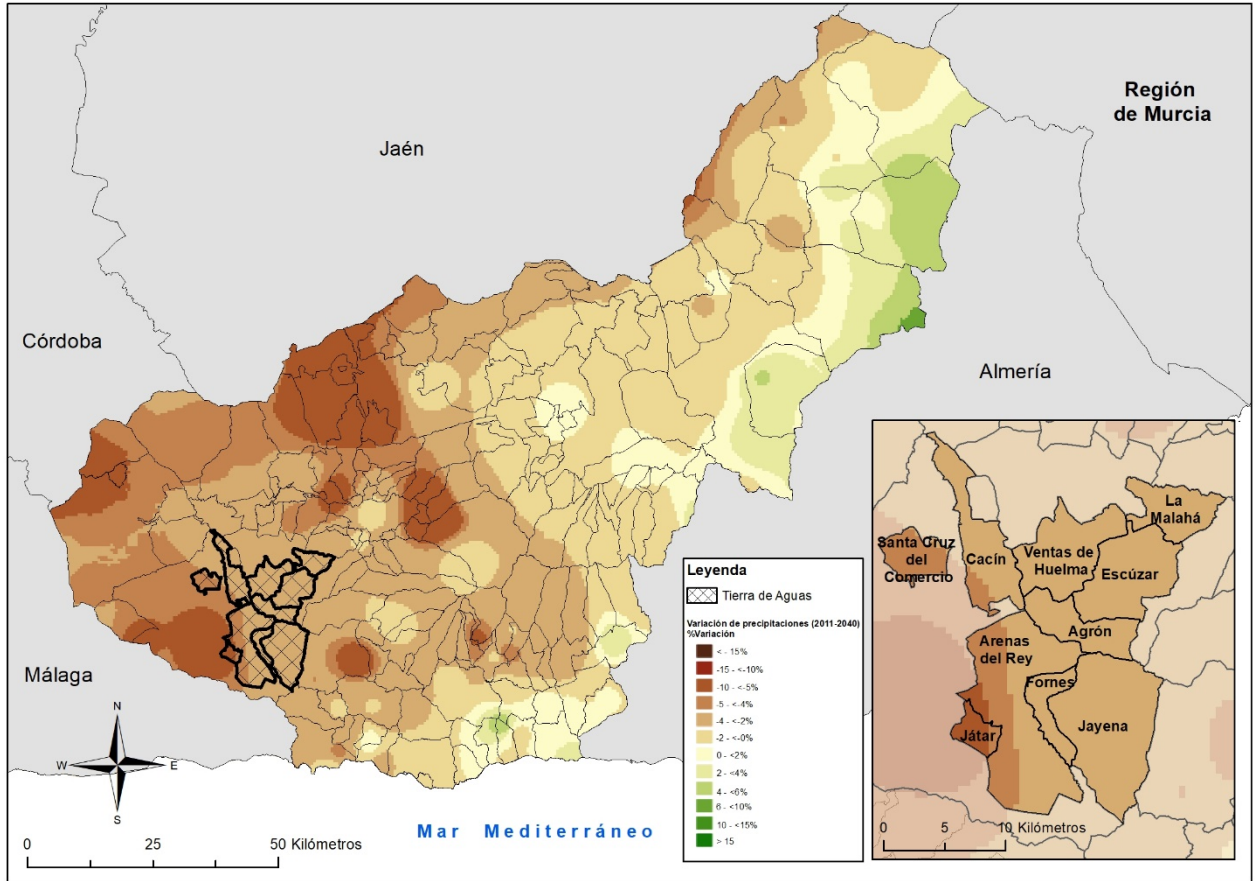 Región
de Murcia
Jaén
Córdoba
Almería
Málaga
N
W
E
S
Mar Mediterráneo
0 25 50 Kilómetros
Leyenda
Tierra de Aguas
Variación de precipitaciones (2011-2040)
%Variación
< - 15%
-15 - <-10%
-10 - <-5%
-5 - <-4%
-4 - <-2%
-2 - <-0%
0 - <2%
2 - <4%
4 - <6%
6 - <10%
10 - <15%
> 15
La
Malahá
Santa Cruz
del
Comercio
Cacín
Ventas de
Huelma
Escúzar
Agrón
Arenas
del Rey
Fornes
Játar
Jayena
0 5 10 Kilómetros